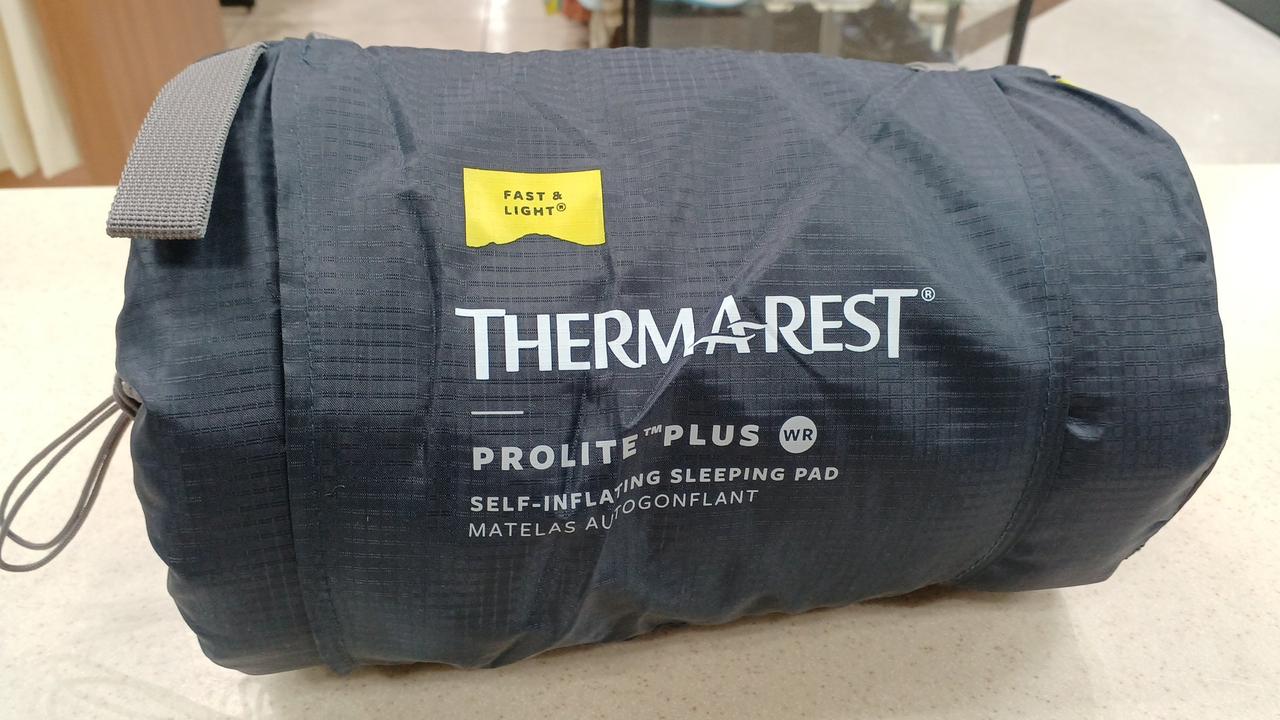 FAST &
LIGHT®
THERMAREST®
PROLITE™ PLUS WR
SELF-INFLATING SLEEPING PAD
MATELAS AUTOGONFLANT